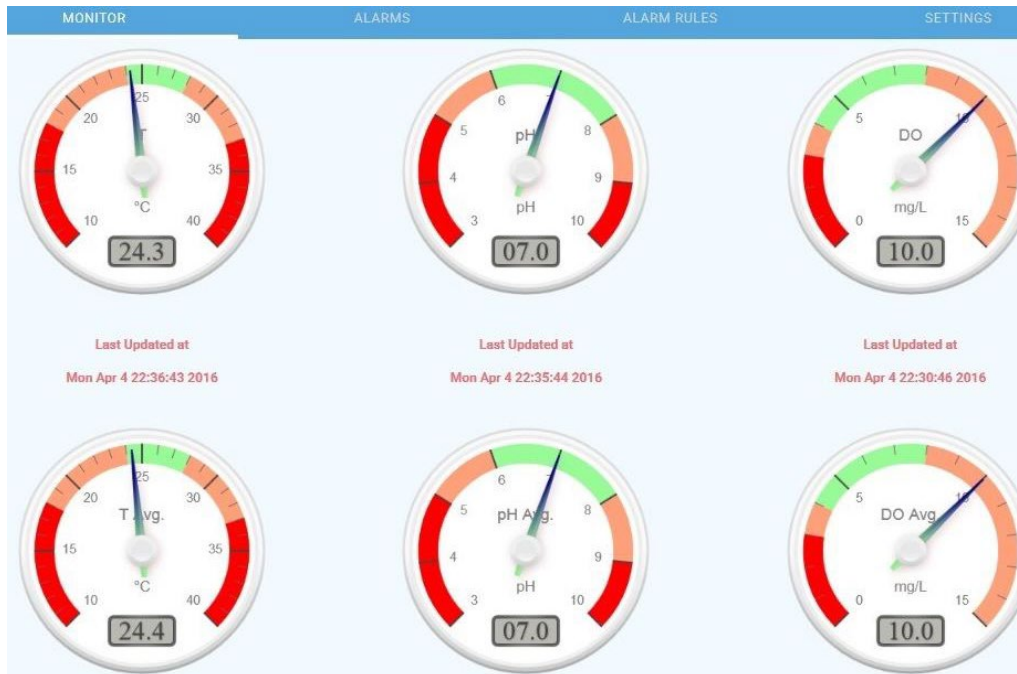 MONITOR ALARMS ALARM RULES SETTINGS
25
20 30
T
15 35
°C
10 40
24.3
6 7
5 pH 8
4 9
pH
3 10
07.0
5 10
DO
mg/L
0 15
10.0
Last Updated at Last Updated at Last Updated at
Mon Apr 4 22:36:43 2016 Mon Apr 4 22:35:44 2016 Mon Apr 4 22:30:46 2016
25
20 30
T Avg.
15 35
°C
10 40
24.4
6 7
5 pH Avg. 8
4 9
pH
3 10
07.0
5 10
DO Avg.
mg/L
0 15
10.0